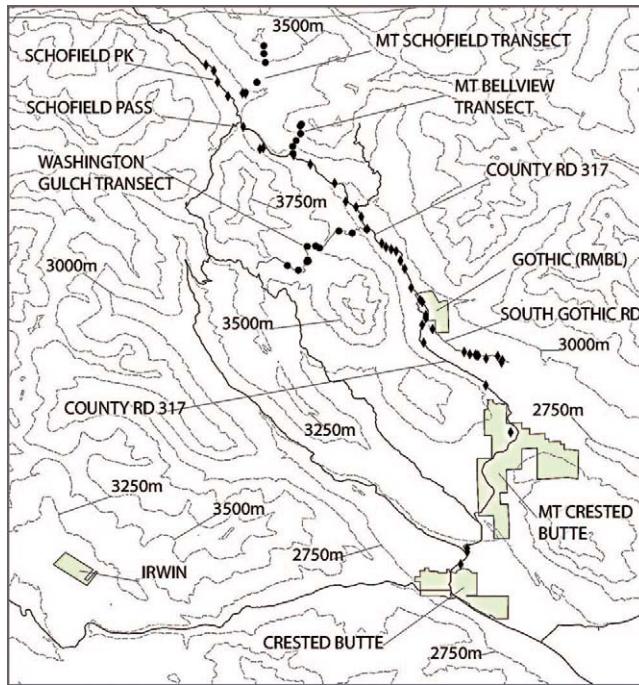 3500m
MT SCHOFIELD TRANSECT
SCHOFIELD PK
MT BELLVIEW
TRANSECT
SCHOFIELD PASS
WASHINGTON
GULCH TRANSECT
COUNTY RD 317
3750m
GOTHIC (RMBL)
3000m
SOUTH GOTHIC RD
3500m
3000m
COUNTY RD 317
2750m
3250m
3250m
3500m
MT CRESTED
BUTTE
2750m
IRWIN
CRESTED BUTTE
2750m